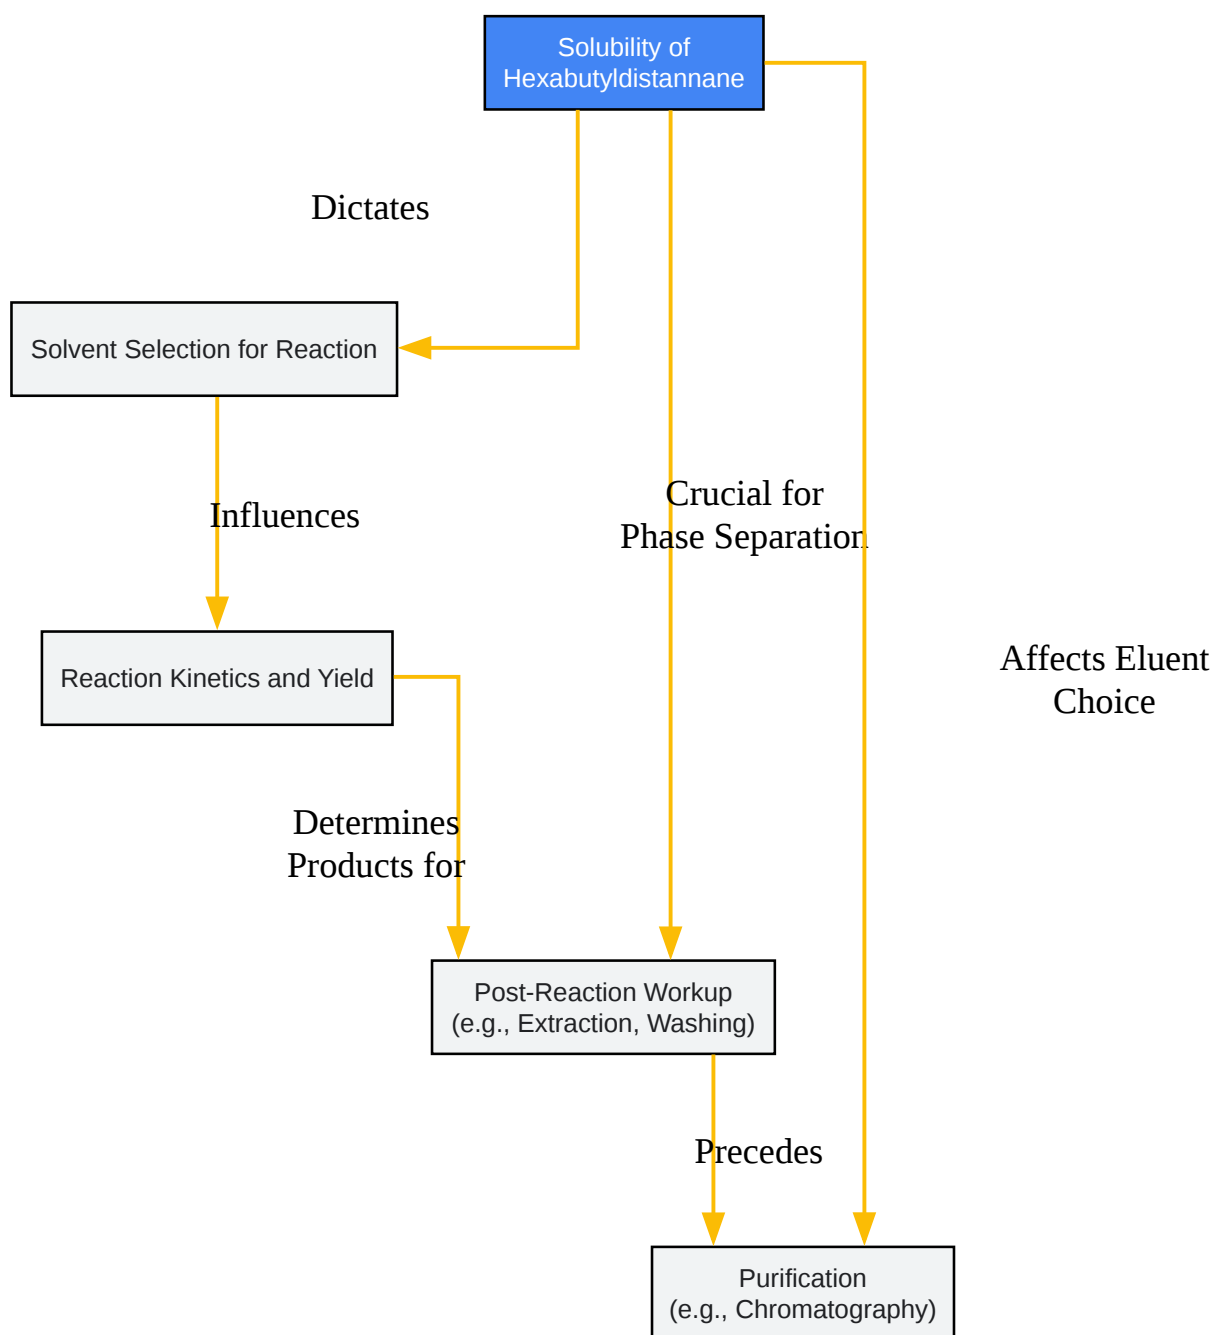 Solubility of
Hexabutyldistannane
Dictates
Solvent Selection for Reaction
Influences
Crucial for
Phase Separation
Reaction Kinetics and Yield
Affects Eluent
Choice
Determines
Products for
Post-Reaction Workup
(e.g., Extraction, Washing)
Precedes
Purification
(e.g., Chromatography)